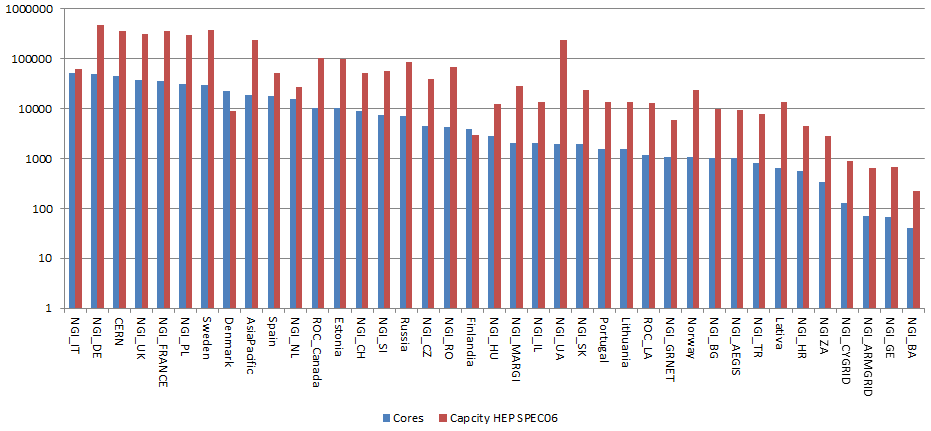 1000000
100000
10000
1000
100
10
1
NGI_IT
NGI_DE
CERN
NGI_UK
NGI_FRANCE
NGI_PL
Sweden
Denmark
AsiaPacific
Spain
NGI_NL
ROC_Canada
Estonia
NGI_CH
NGI_SI
Russia
NGI_CZ
NGI_RO
Finlandia
NGI_HU
NGI_MARGI
NGI_IL
NGI_UA
NGI_SK
Portugal
Lithuania
ROC_LA
NGI_GRNET
Norway
NGI_BG
NGI_AEGIS
NGI_TR
Lativa
NGI_HR
NGI_ZA
NGI_CYGRID
NGI_ARMGRID
NGI_GE
NGI_BA
Cores
Capcity HEP SPEC06